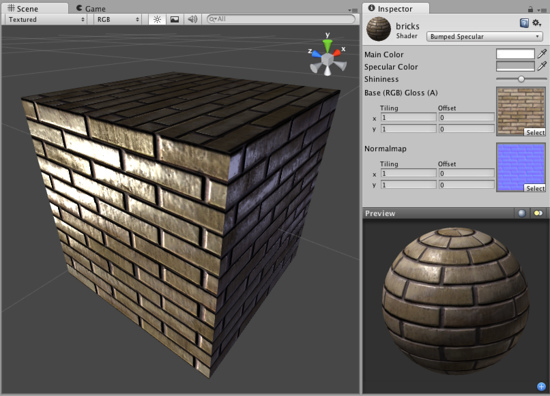 Scene
Game
Textured
RGB
All
y
x
z
Inspector
bricks
Shader
Bumped Specular
Main Color
Specular Color
Shininess
Base (RGB) Gloss (A)
Tiling Offset
x 1 0
y 1 0
Select
Normalmap
Tiling Offset
x 1 0
y 1 0
Select
Preview